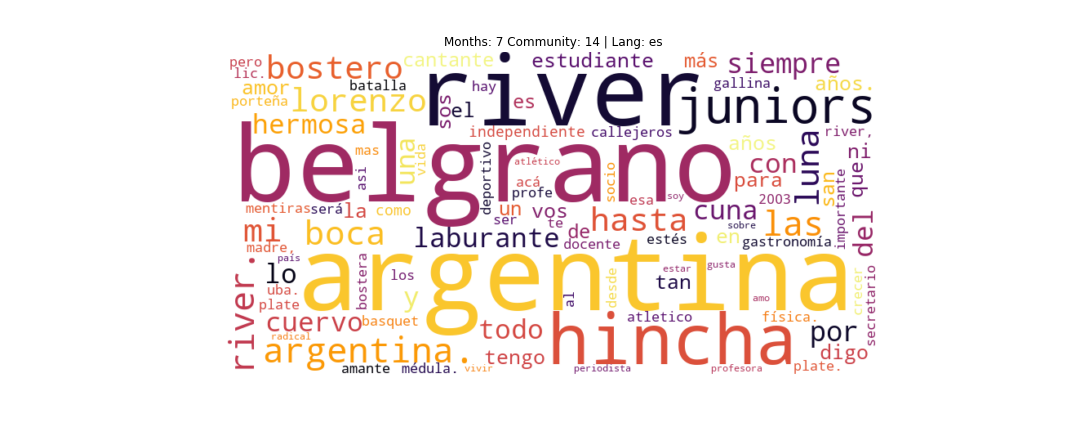 Months: 7 Community: 14 | Lang: es
pero bostero cantante river estudiante más siempre
lic. batalla hay gallina años.
amor lorenzo sos el es juniors
porteña
hermosa independiente callejeros river,
belgrano una vida mas asi deportivo atlético años luna ni
acá profe socio para con que san importante
mentiras será la como un vos esa soy 2003 cuna las del
mi boca ser te de hasta sobre
madre, laburante docente estés en gastronomía.
river. país lo bostera los argentina desde al tan estar gusta crecer secretario
uba. y amo
plate
cuervo basquet todo hincha atletico física. por
radical argentina. tengo digo
amante médula. vivir periodista profesora plate.